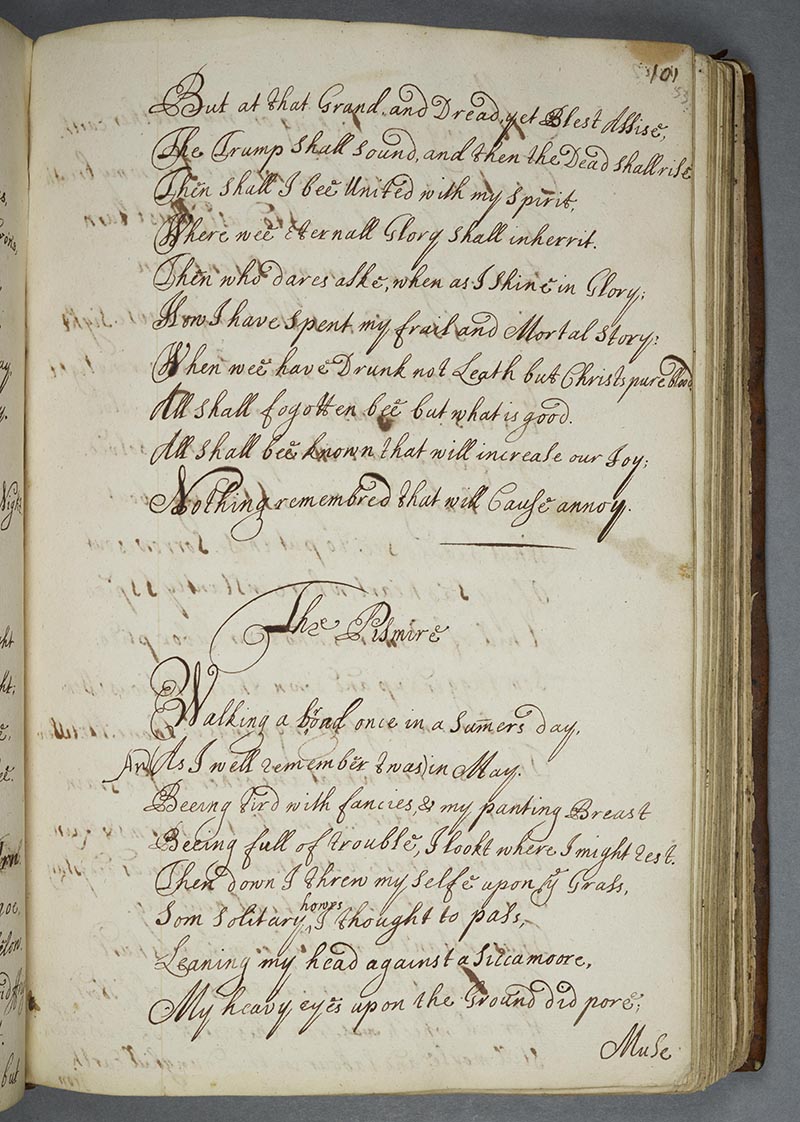 101
53
But at that Grand, and Dread, yet Blest Assise,
The Trump shall sound, and then the Dead shall rise
Then shall I bee United with my Spirit,
Where wee eternall Glory shall inherrit.
Then who dares aske, when as I shine in Glory;
How I have spent my frail and Mortal story:
When wee have Drunk not Leath but Christs pure blood
All shall fogotten bee but what is good.
All shall bee known that will increase our Joy;
Nothing remembred that will Cause annoy.
The Pismire
Walking abroad once in a Sumers day,
And (As I well remember twas) in May.
Beeing tir'd with fancies, & my panting Breast
Beeing full of trouble, I lookt where I might rest.
Then down I threw my selfe upon ye Grass,
Som solitary howrs I thought to pass,
Leaning my head against a Siccamoore,
My heavy eyes upon the Ground did pore;
Muse